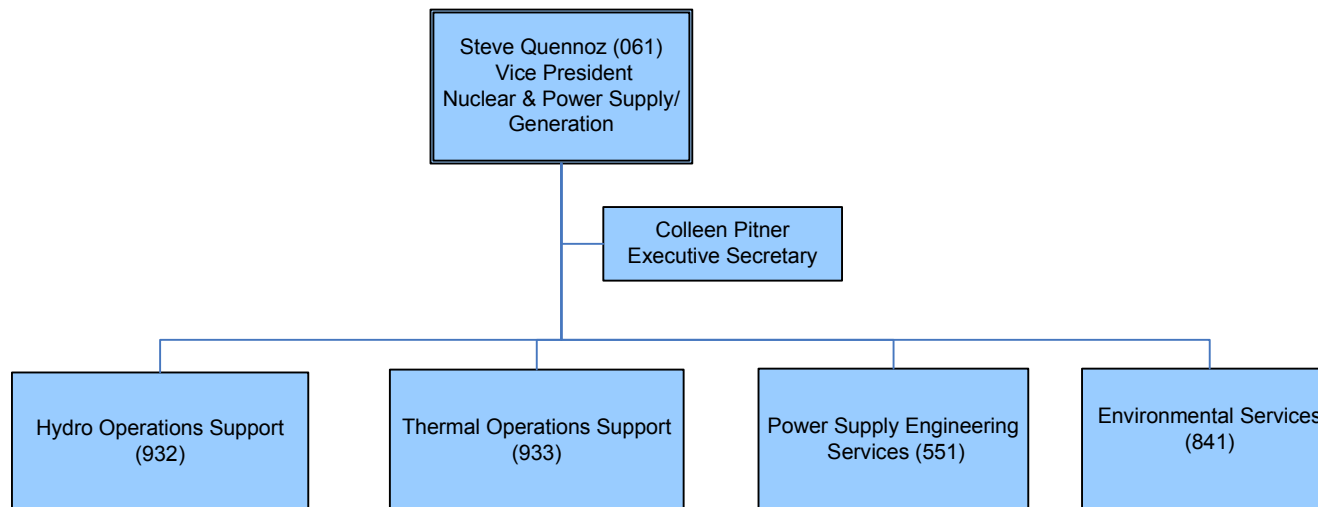 Steve Quennoz (061)
Vice President
Nuclear & Power Supply/
Generation
Colleen Pitner
Executive Secretary
Hydro Operations Support
(932)
Thermal Operations Support
(933)
Power Supply Engineering
Services (551)
Environmental Services
(841)